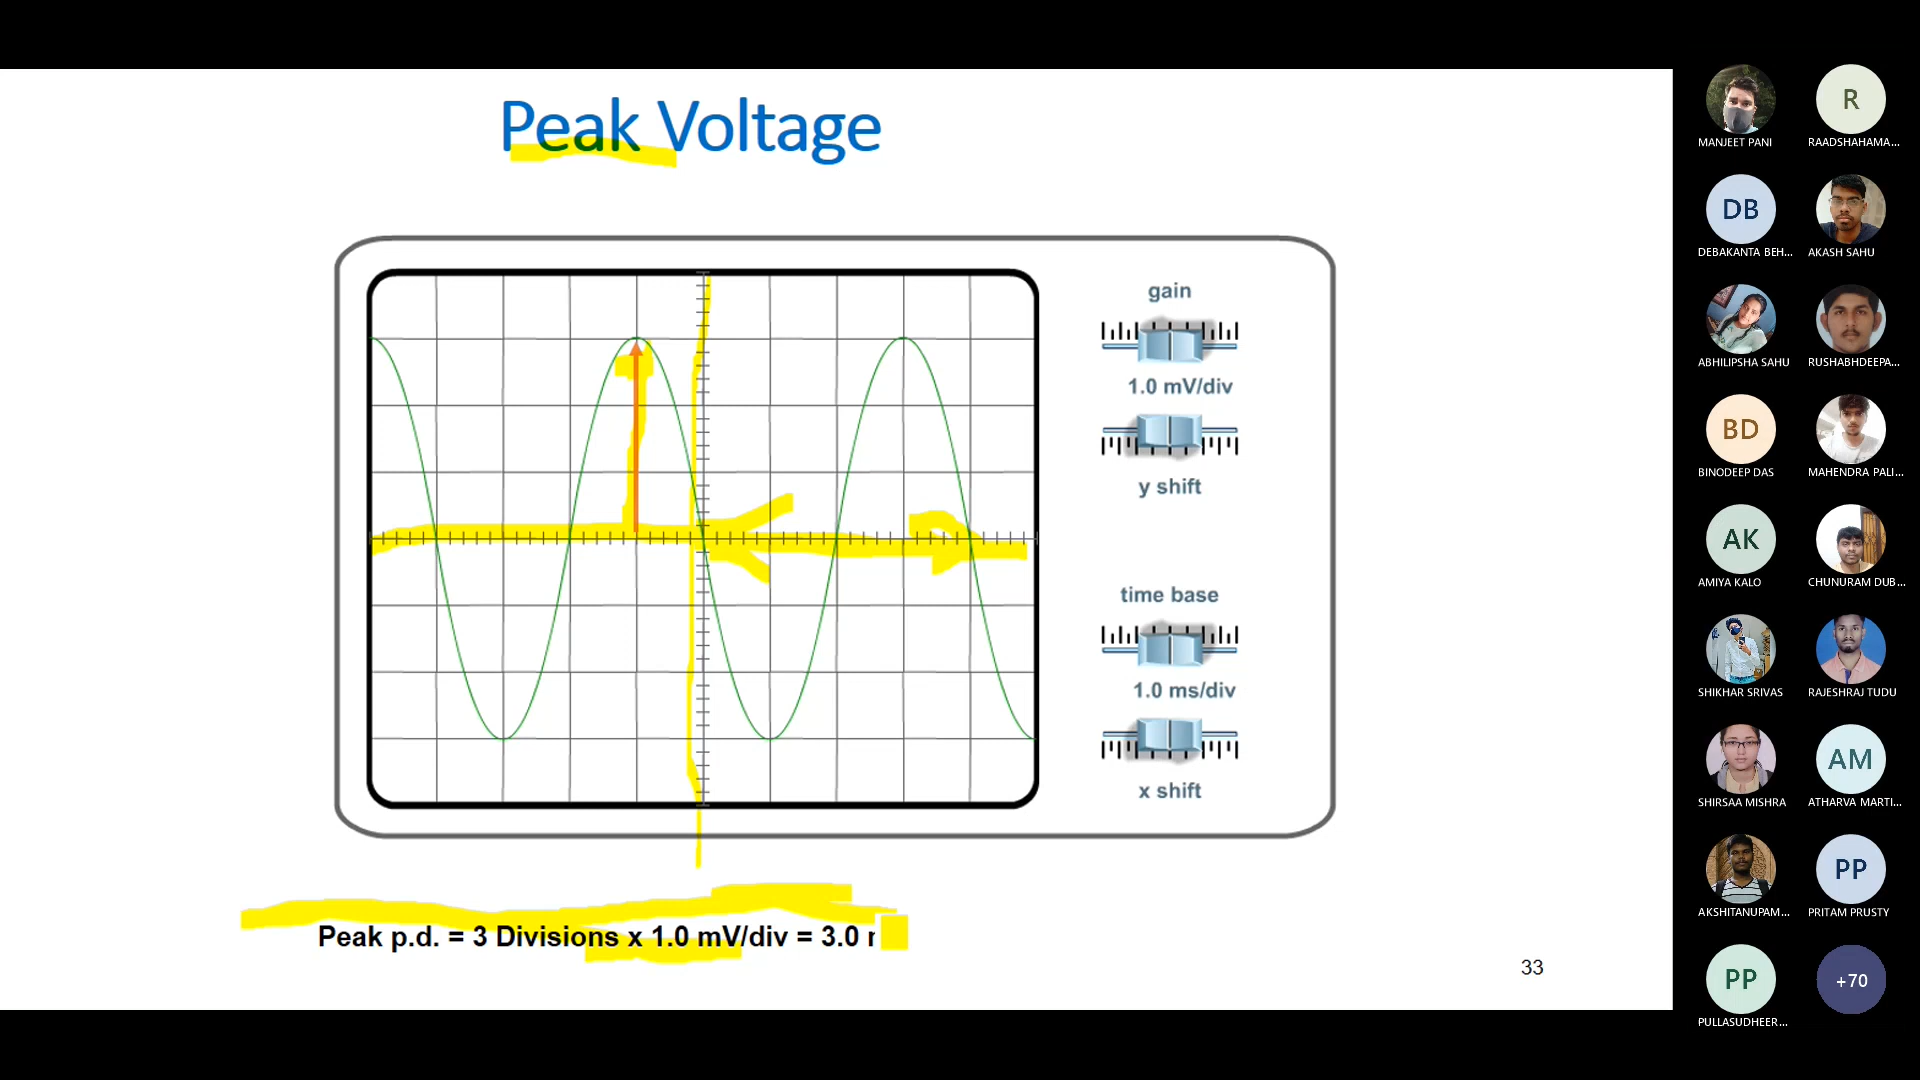 Peak Voltage
gain
1.0 mV/div
y shift
time base
1.0 ms/div
x shift
Peak p.d. = 3 Divisions x 1.0 mV/div = 3.0
33
MANJEET PANI
R
RAADSHAHAMA...
DB
DEBAKANTA BEH...
AKASH SAHU
ABHILIPSHA SAHU
RUSHABHDEEPA...
BD
BINODEEP DAS
MAHENDRA PALI...
AK
AMIYA KALO
CHUNURAM DUB...
SHIKHAR SRIVAS
RAJESHRAJ TUDU
SHIRSAA MISHRA
AM
ATHARVA MARTI...
AKSHITANUPAM...
PP
PRITAM PRUSTY
PP
PULLASUDHEER...
+70